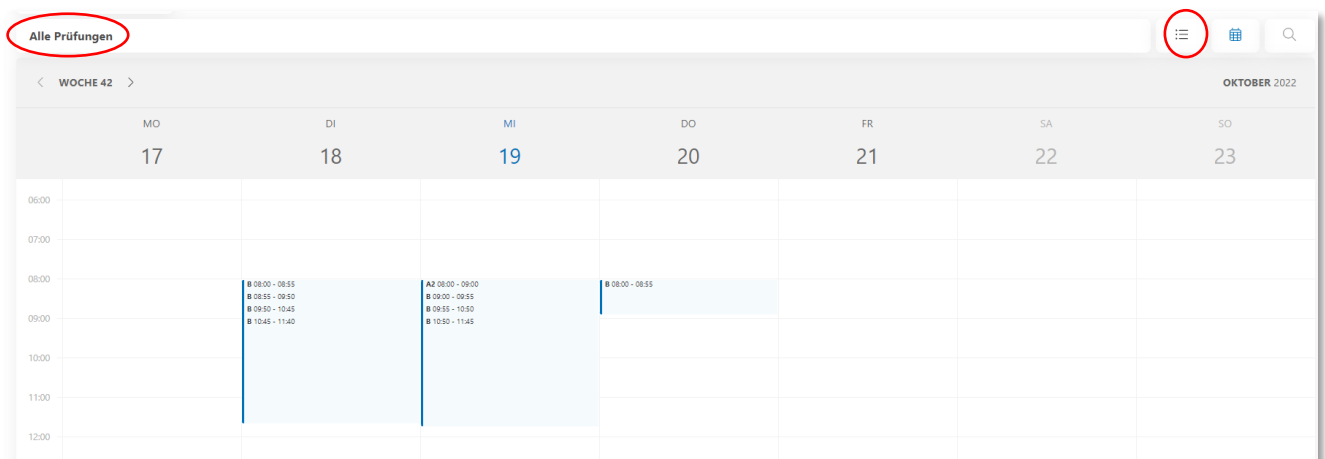 Alle Prüfungen
WOCHE 42
OKTOBER 2022
MO DI MI DO FR SA SO
17 18 19 20 21 22 23
06:00
07:00
08:00
B 08:00 - 08:55 A2 08:00 - 09:00 B 08:00 - 08:55
B 08:55 - 09:50 B 09:00 - 09:55
B 09:50 - 10:45 B 09:55 - 10:50
09:00
B 10:45 - 11:40 B 10:50 - 11:45
10:00
11:00
12:00